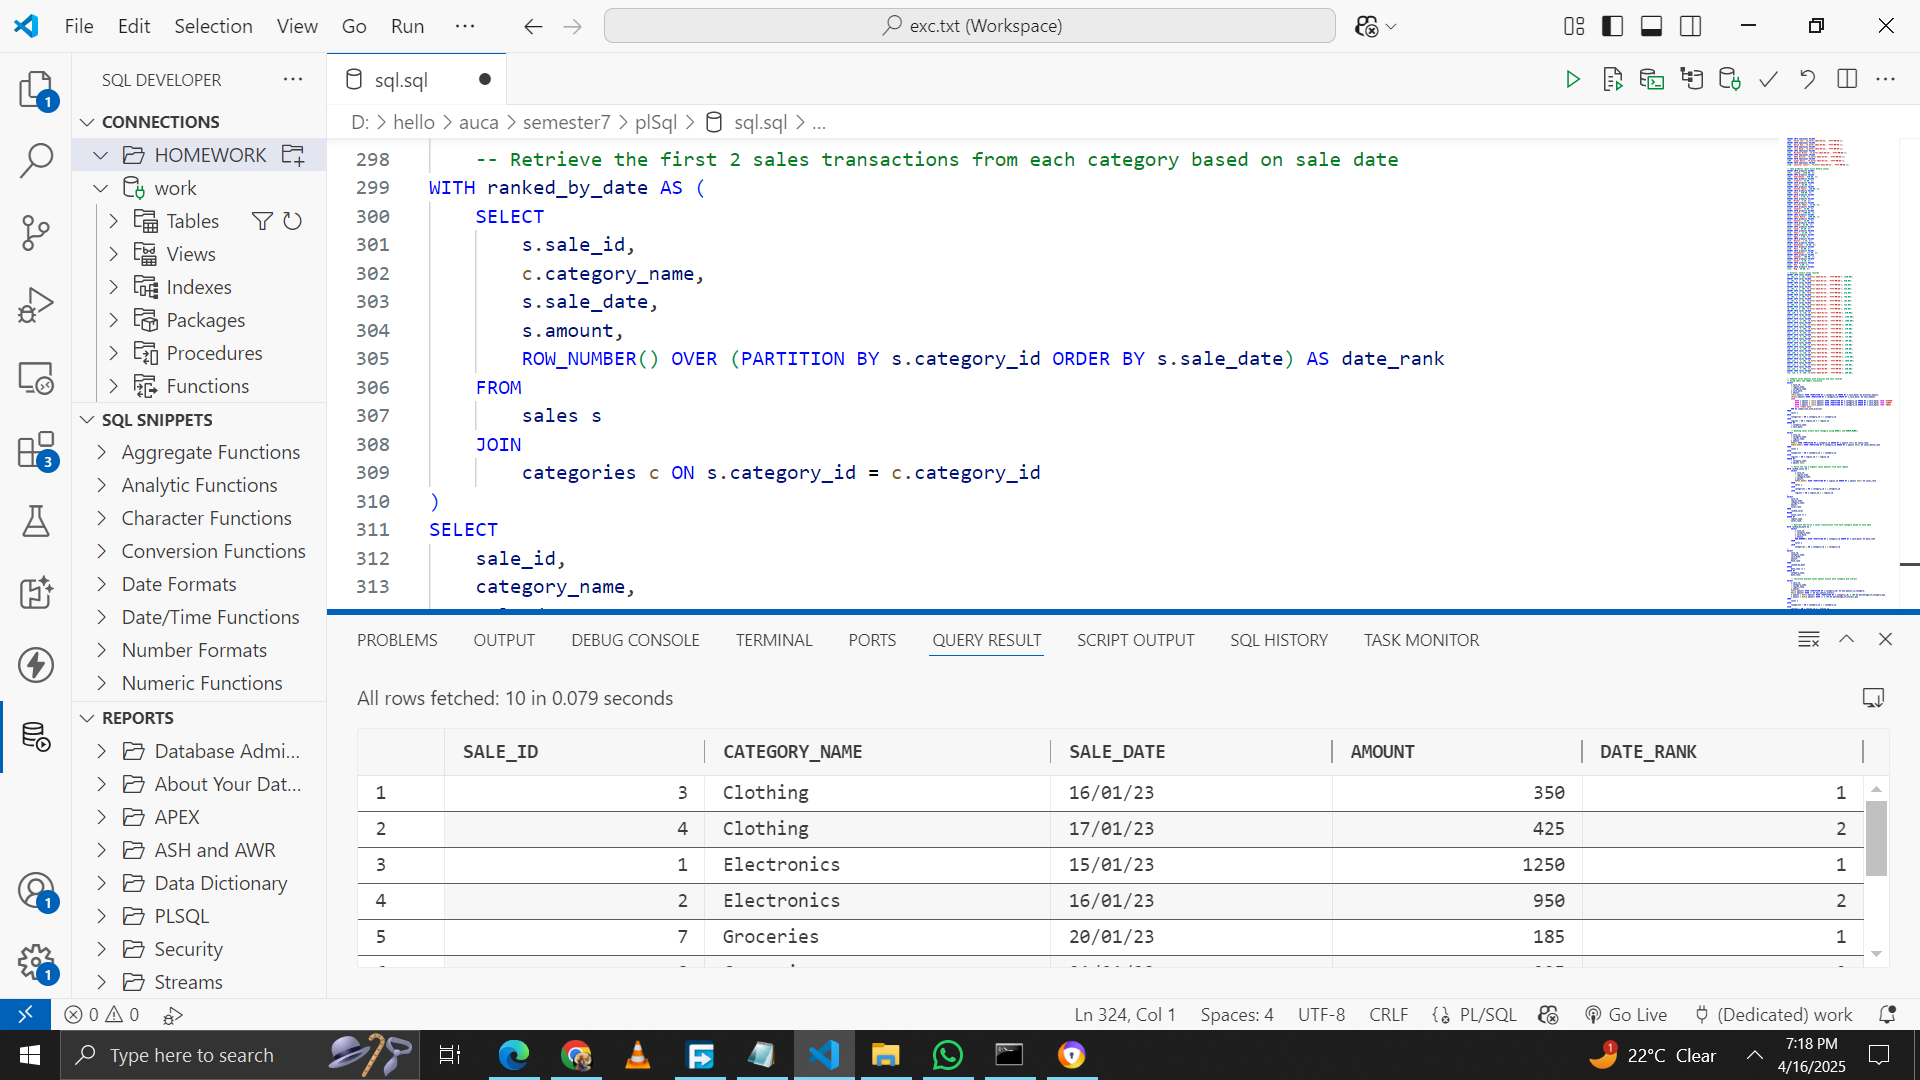 File Edit Selection View Go Run ···
exc.txt (Workspace)
SQL DEVELOPER
CONNECTIONS
HOMEWORK
work
Tables
Views
Indexes
Packages
Procedures
Functions
SQL SNIPPETS
Aggregate Functions
Analytic Functions
Character Functions
Conversion Functions
Date Formats
Date/Time Functions
Number Formats
Numeric Functions
REPORTS
Database Admi...
About Your Dat...
APEX
ASH and AWR
Data Dictionary
PLSQL
Security
Streams
1
3
1
1
sql.sql
D: > hello > auca > semester7 > plSql > sql.sql > ...
298 -- Retrieve the first 2 sales transactions from each category based on sale date
299 WITH ranked_by_date AS (
300 SELECT
301 s.sale_id,
302 c.category_name,
303 s.sale_date,
304 s.amount,
305 ROW_NUMBER() OVER (PARTITION BY s.category_id ORDER BY s.sale_date) AS date_rank
306 FROM
307 sales s
308 JOIN
309 categories c ON s.category_id = c.category_id
310 )
311 SELECT
312 sale_id,
313 category_name,
PROBLEMS OUTPUT DEBUG CONSOLE TERMINAL PORTS QUERY RESULT SCRIPT OUTPUT SQL HISTORY TASK MONITOR
All rows fetched: 10 in 0.079 seconds
SALE_ID CATEGORY_NAME SALE_DATE AMOUNT DATE_RANK
1 3 Clothing 16/01/23 350 1
2 4 Clothing 17/01/23 425 2
3 1 Electronics 15/01/23 1250 1
4 2 Electronics 16/01/23 950 2
5 7 Groceries 20/01/23 185 1
0 0 Ln 324, Col 1 Spaces: 4 UTF-8 CRLF PL/SQL Go Live (Dedicated) work
Type here to search
1 22°C Clear
7:18 PM
4/16/2025